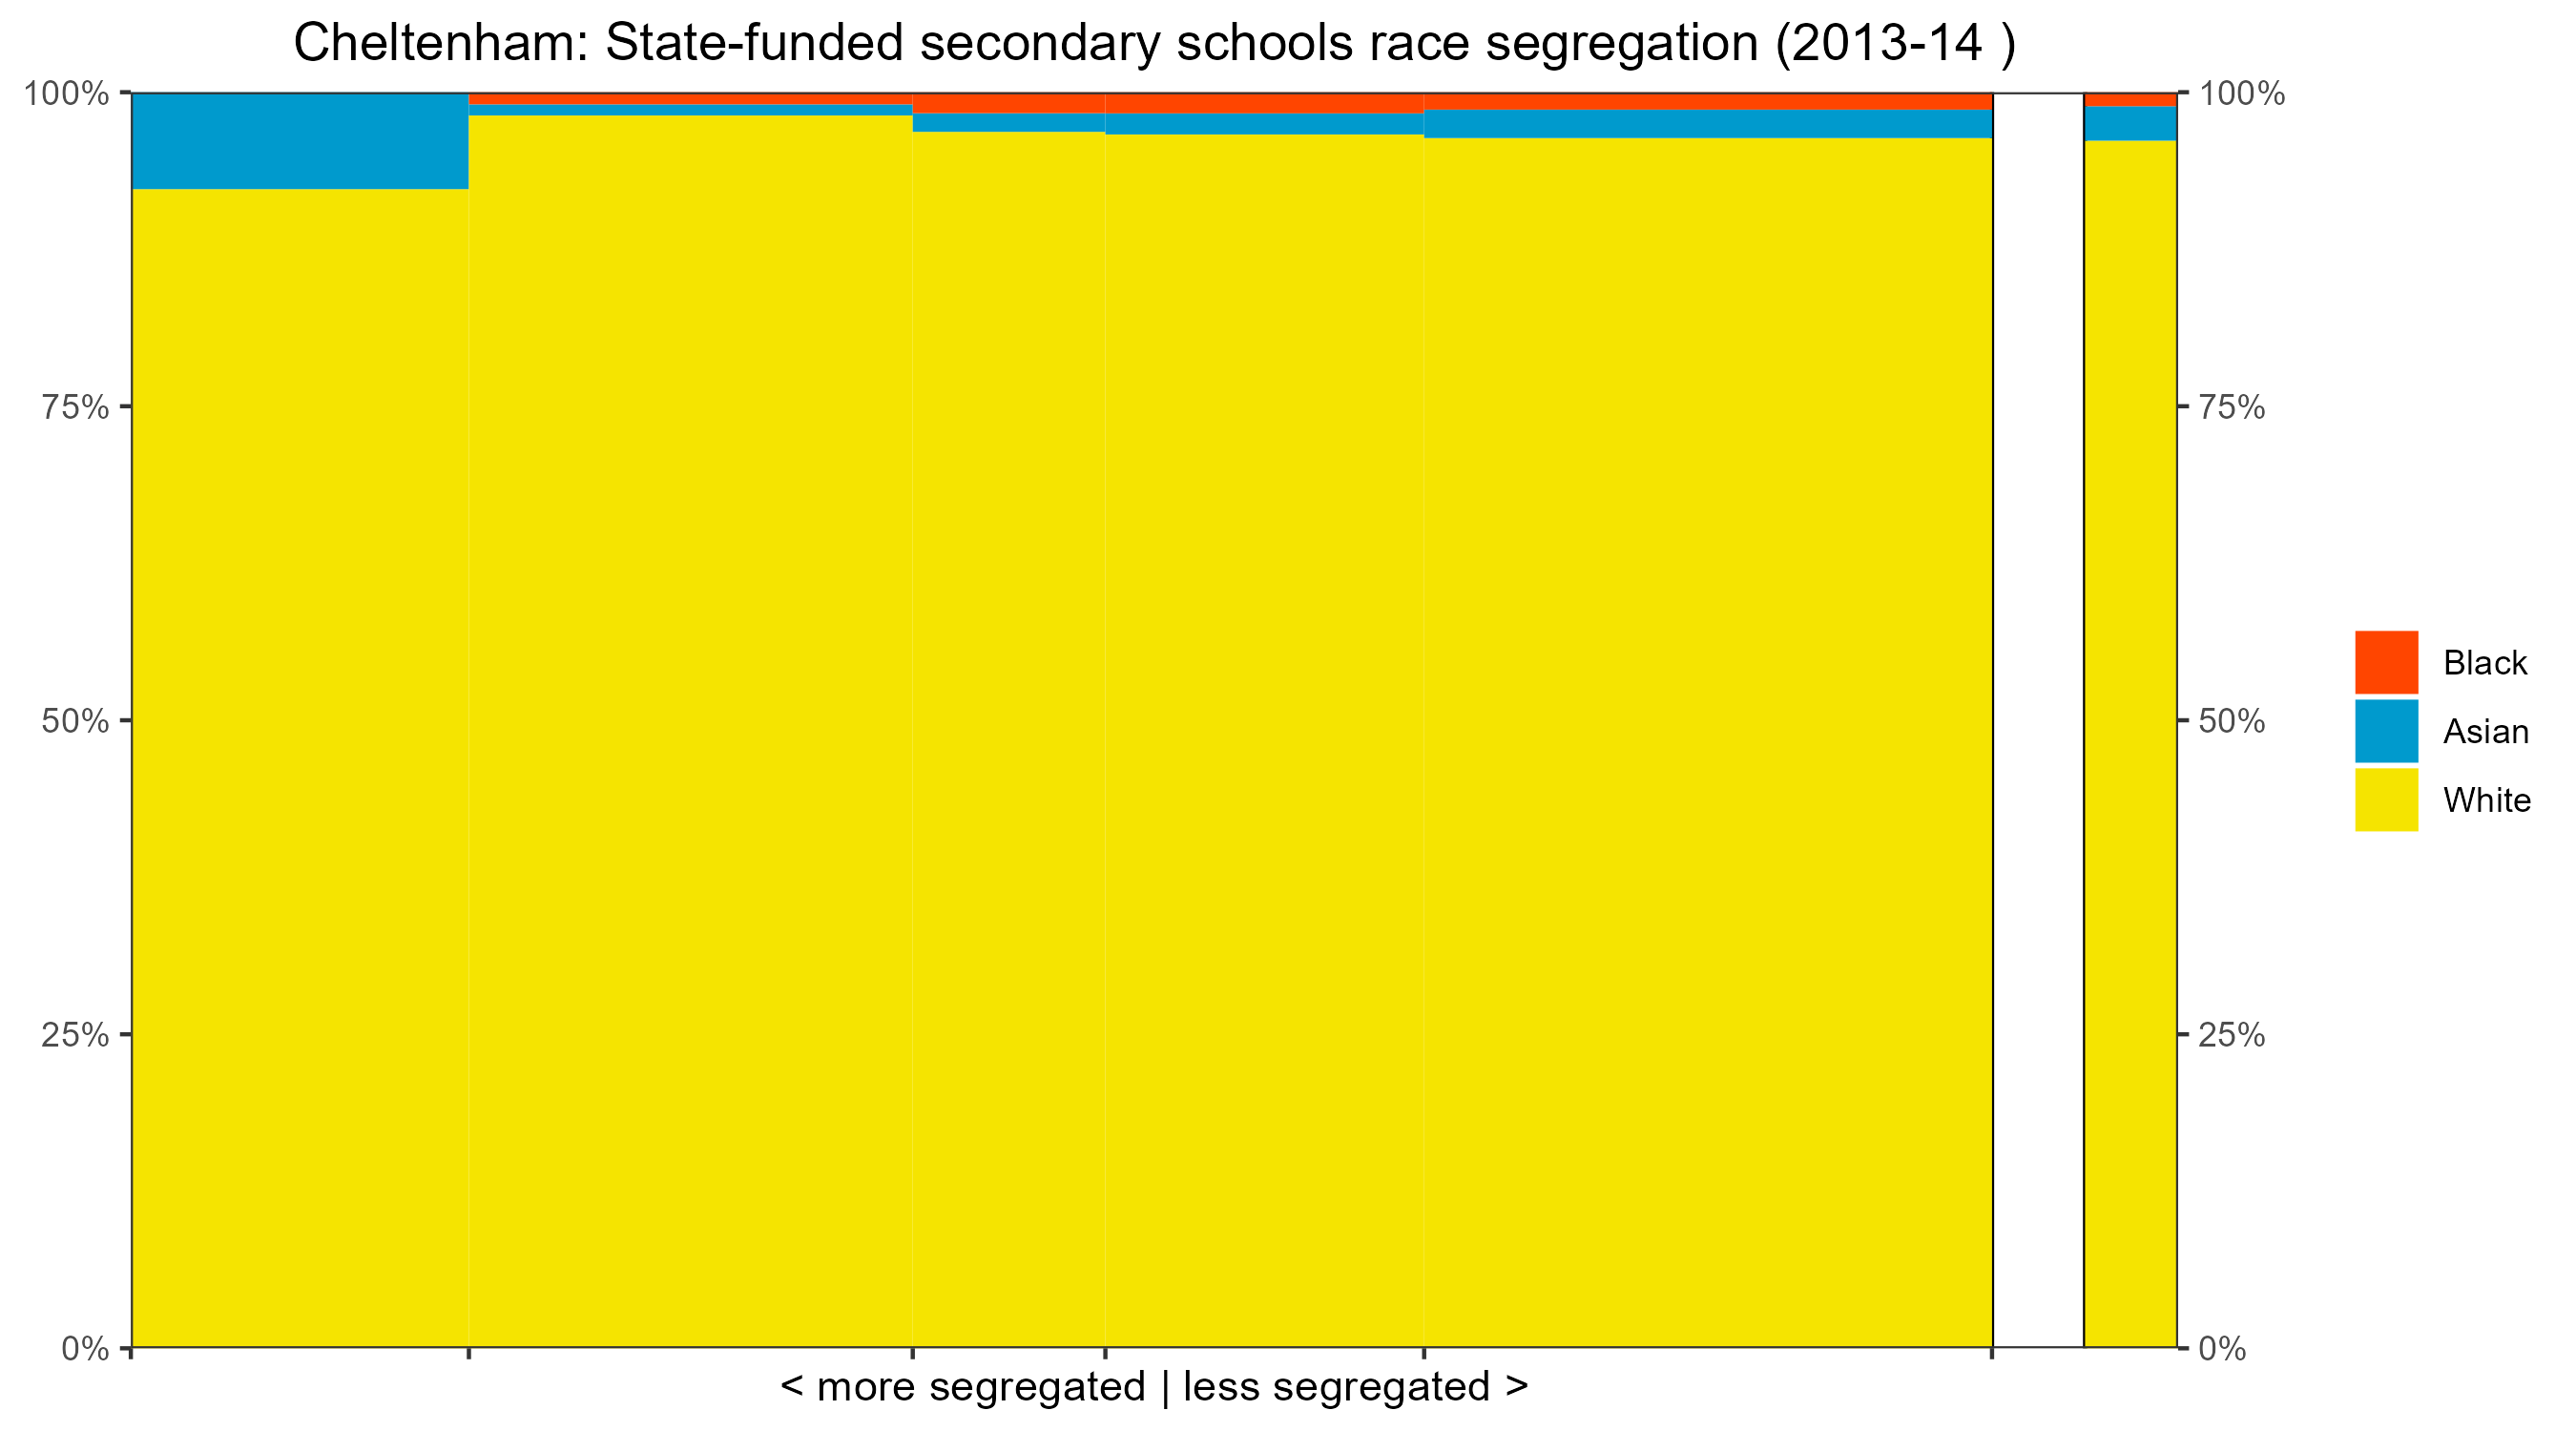 Cheltenham: State-funded secondary schools race segregation (2013-14 )
100%
75%
50%
25%
0%
100%
75%
50%
25%
0%
Black
Asian
White
< more segregated | less segregated >